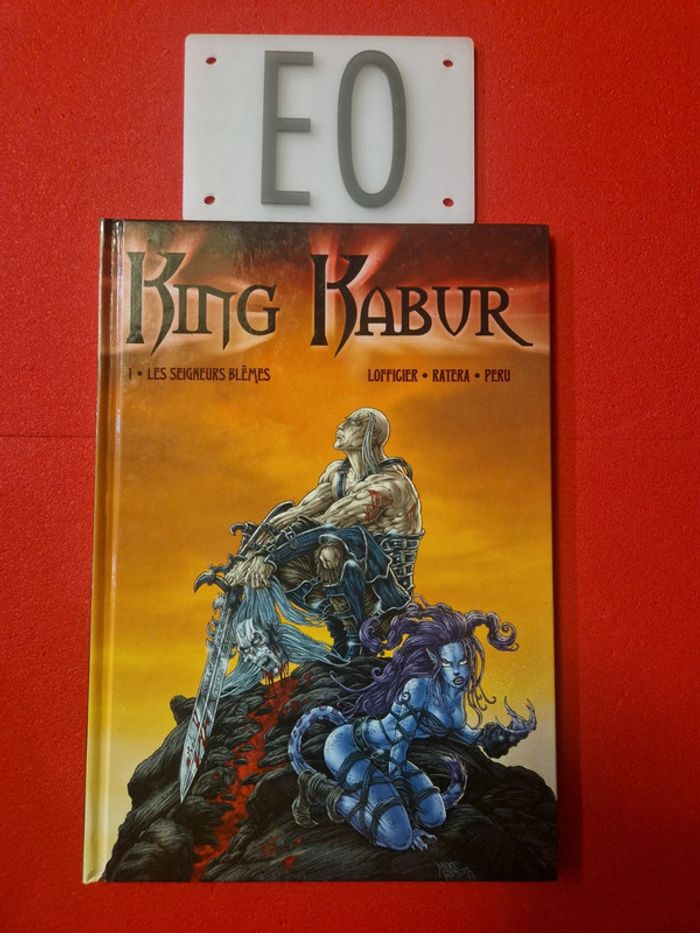 EO
KING KABUR
1 • LES SEIGNEURS BLÊMES
LOFFICIER • RATERA • PERU